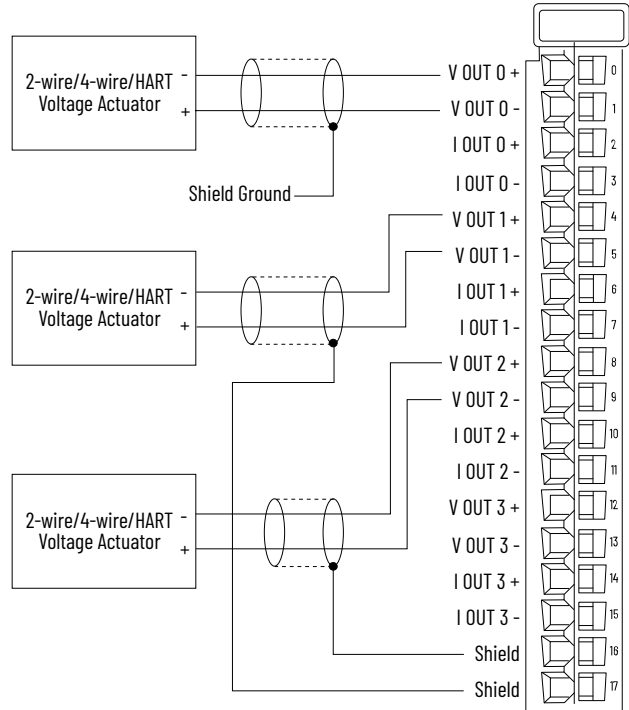 2-wire/4-wire/HART
Voltage Actuator
-
+
Shield Ground
2-wire/4-wire/HART
Voltage Actuator
-
+
2-wire/4-wire/HART
Voltage Actuator
-
+
V OUT 0 + 0
V OUT 0 - 1
I OUT 0 + 2
I OUT 0 - 3
V OUT 1 + 4
V OUT 1 - 5
I OUT 1 + 6
I OUT 1 - 7
V OUT 2 + 8
V OUT 2 - 9
I OUT 2 + 10
I OUT 2 - 11
V OUT 3 + 12
V OUT 3 - 13
I OUT 3 + 14
I OUT 3 - 15
Shield 16
Shield 17